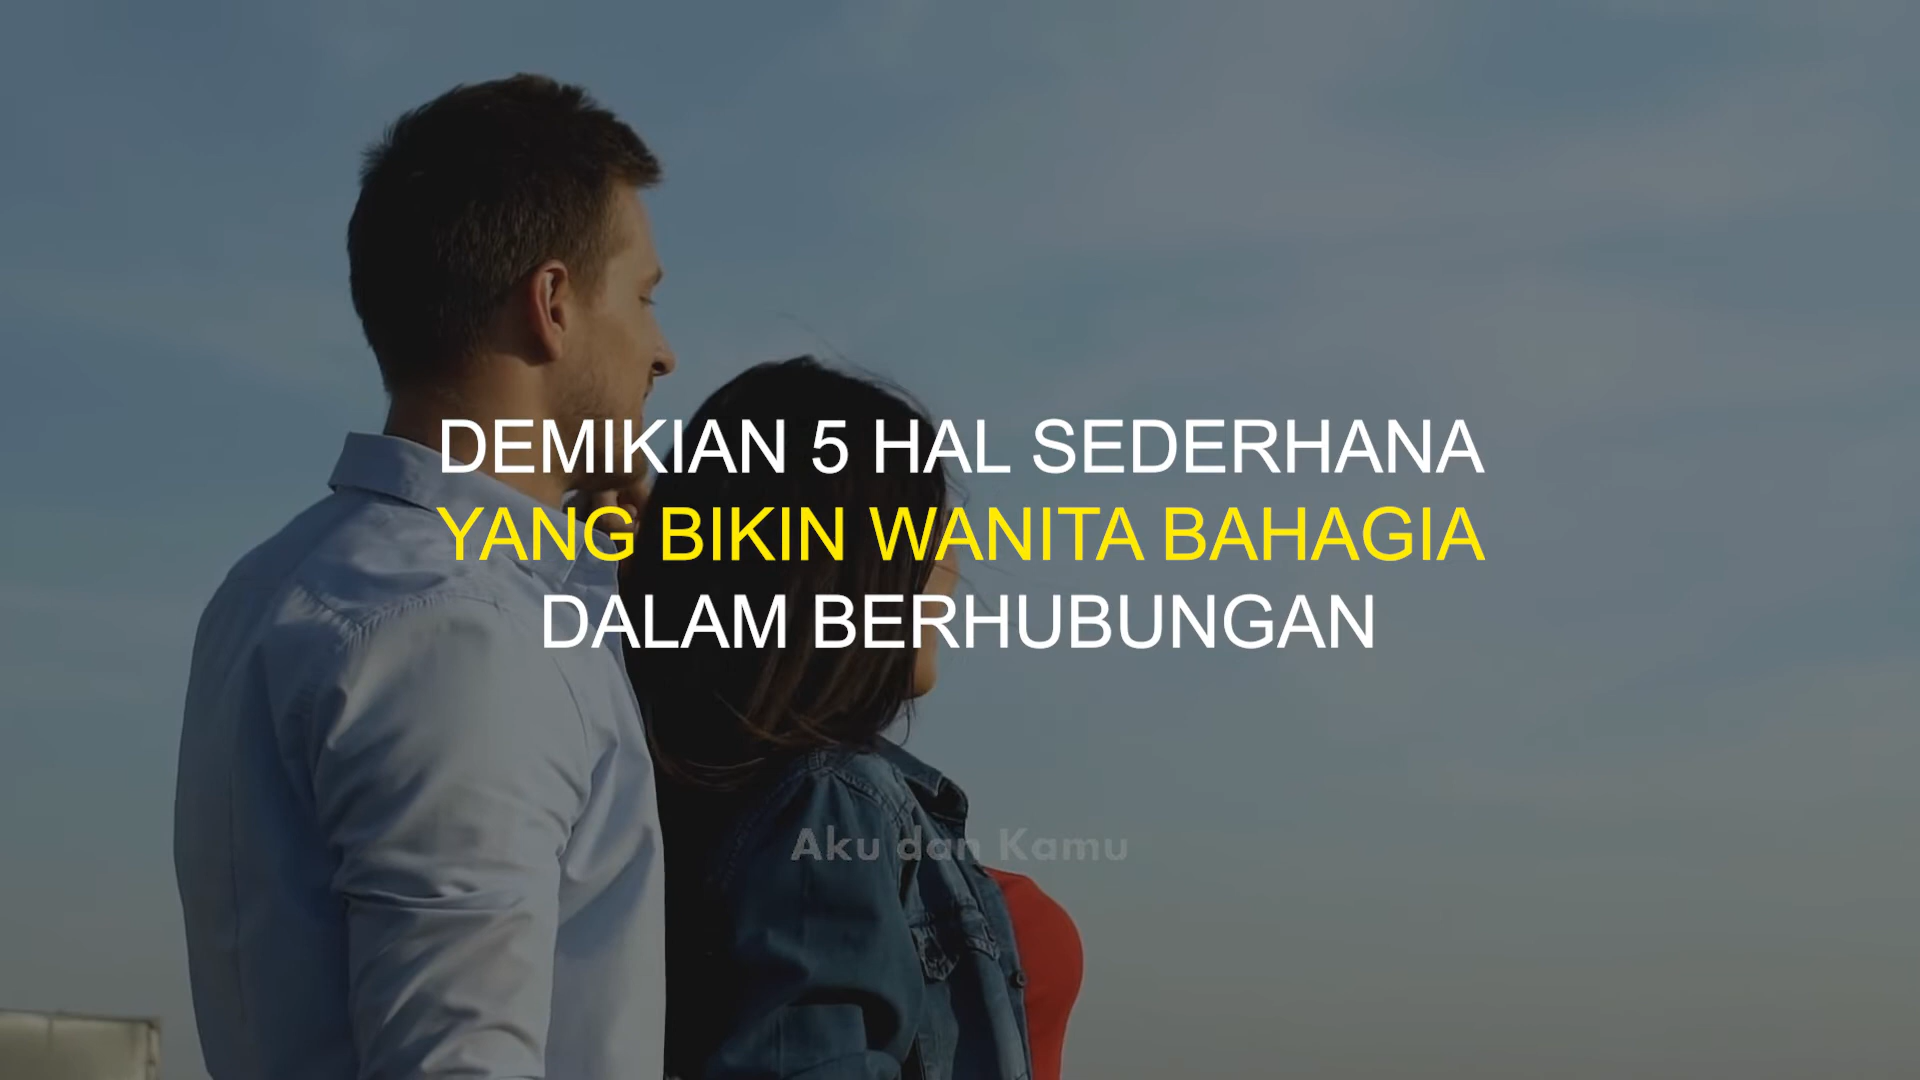 DEMIKIAN 5 HAL SEDERHANA
YANG BIKIN WANITA BAHAGIA
DALAM BERHUBUNGAN
Aku dan Kamu